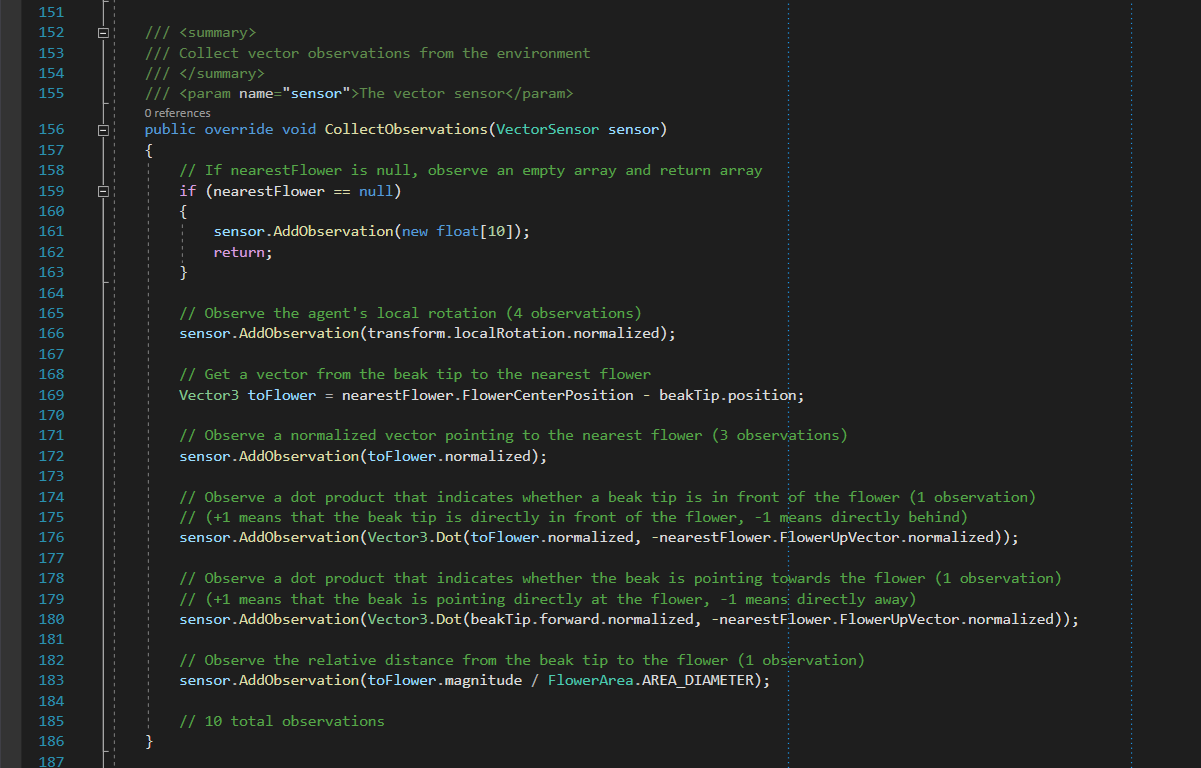 151
152 /// <summary>
153 /// Collect vector observations from the environment
154 /// </summary>
155 /// <param name="sensor">The vector sensor</param>
0 references
156 public override void CollectObservations(VectorSensor sensor)
157 {
158 // If nearestFlower is null, observe an empty array and return array
159 if (nearestFlower == null)
160 {
161 sensor.AddObservation(new float[10]);
162 return;
163 }
164
165 // Observe the agent's local rotation (4 observations)
166 sensor.AddObservation(transform.localRotation.normalized);
167
168 // Get a vector from the beak tip to the nearest flower
169 Vector3 toFlower = nearestFlower.FlowerCenterPosition - beakTip.position;
170
171 // Observe a normalized vector pointing to the nearest flower (3 observations)
172 sensor.AddObservation(toFlower.normalized);
173
174 // Observe a dot product that indicates whether a beak tip is in front of the flower (1 observation)
175 // (+1 means that the beak tip is directly in front of the flower, -1 means directly behind)
176 sensor.AddObservation(Vector3.Dot(toFlower.normalized, -nearestFlower.FlowerUpVector.normalized));
177
178 // Observe a dot product that indicates whether the beak is pointing towards the flower (1 observation)
179 // (+1 means that the beak is pointing directly at the flower, -1 means directly away)
180 sensor.AddObservation(Vector3.Dot(beakTip.forward.normalized, -nearestFlower.FlowerUpVector.normalized));
181
182 // Observe the relative distance from the beak tip to the flower (1 observation)
183 sensor.AddObservation(toFlower.magnitude / FlowerArea.AREA_DIAMETER);
184
185 // 10 total observations
186 }
187